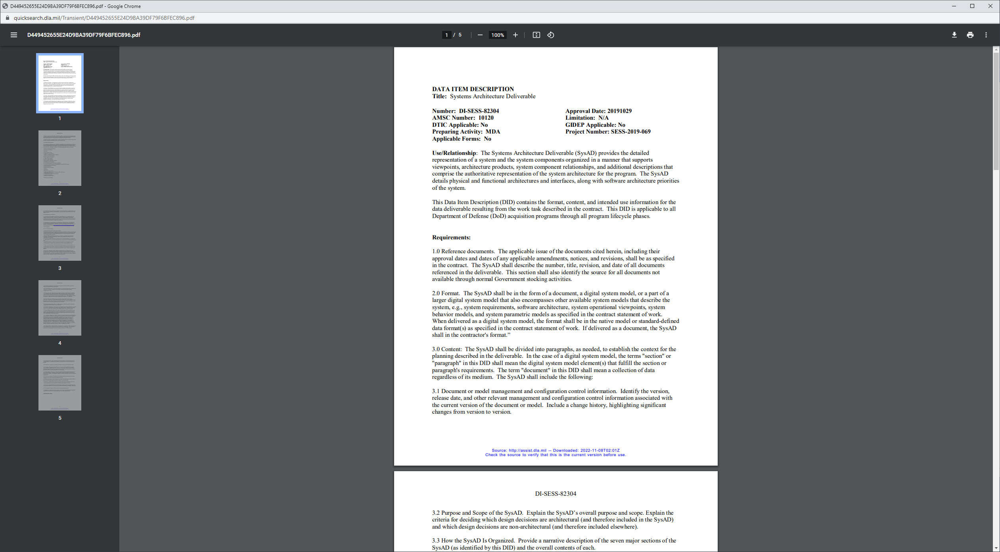 D449452655E24D9BA39DF79F6BFEC896.pdf - Google Chrome
quicksearch.dla.mil/Transient/D449452655E24D9BA39DF79F6BFEC896.pdf
D449452655E24D9BA39DF79F6BFEC896.pdf
1 / 5
100%
1
2
3
4
5
DATA ITEM DESCRIPTION
Title: Systems Architecture Deliverable
Number: DI-SESS-82304 Approval Date: 20191029
AMSC Number: 10120 Limitation: N/A
DTIC Applicable: No GIDEP Applicable: No
Preparing Activity: MDA Project Number: SESS-2019-069
Applicable Forms: No
Use/Relationship: The Systems Architecture Deliverable (SysAD) provides the detailed
representation of a system and the system components organized in a manner that supports
viewpoints, architecture products, system component relationships, and additional descriptions that
comprise the authoritative representation of the system architecture for the program. The SysAD
details physical and functional architectures and interfaces, along with software architecture priorities
of the system.
This Data Item Description (DID) contains the format, content, and intended use information for the
data deliverable resulting from the work task described in the contract. This DID is applicable to all
Department of Defense (DoD) acquisition programs through all program lifecycle phases.
Requirements:
1.0 Reference documents. The applicable issue of the documents cited herein, including their
approval dates and dates of any applicable amendments, notices, and revisions, shall be as specified
in the contract. The SysAD shall describe the number, title, revision, and date of all documents
referenced in the deliverable. This section shall also identify the source for all documents not
available through normal Government stocking activities.
2.0 Format. The SysAD shall be in the form of a document, a digital system model, or a part of a
larger digital system model that also encompasses other available system models that describe the
system, e.g., system requirements, software architecture, system operational viewpoints, system
behavior models, and system parametric models as specified in the contract statement of work.
When delivered as a digital system model, the format shall be in the native model or standard-defined
data format(s) as specified in the contract statement of work. If delivered as a document, the SysAD
shall in the contractor's format.”
3.0 Content: The SysAD shall be divided into paragraphs, as needed, to establish the context for the
planning described in the deliverable. In the case of a digital system model, the terms "section" or
"paragraph" in this DID shall mean the digital system model element(s) that fulfill the section or
paragraph's requirements. The term "document" in this DID shall mean a collection of data
regardless of its medium. The SysAD shall include the following:
3.1 Document or model management and configuration control information. Identify the version,
release date, and other relevant management and configuration control information associated with
the current version of the document or model. Include a change history, highlighting significant
changes from version to version.
Source: http://assist.dla.mil -- Downloaded: 2022-11-08T02:01Z
Check the source to verify that this is the current version before use.
DI-SESS-82304
3.2 Purpose and Scope of the SysAD. Explain the SysAD’s overall purpose and scope. Explain the
criteria for deciding which design decisions are architectural (and therefore included in the SysAD)
and which design decisions are non-architectural (and therefore included elsewhere).
3.3 How the SysAD Is Organized. Provide a narrative description of the seven major sections of the
SysAD (as identified by this DID) and the overall contents of each.